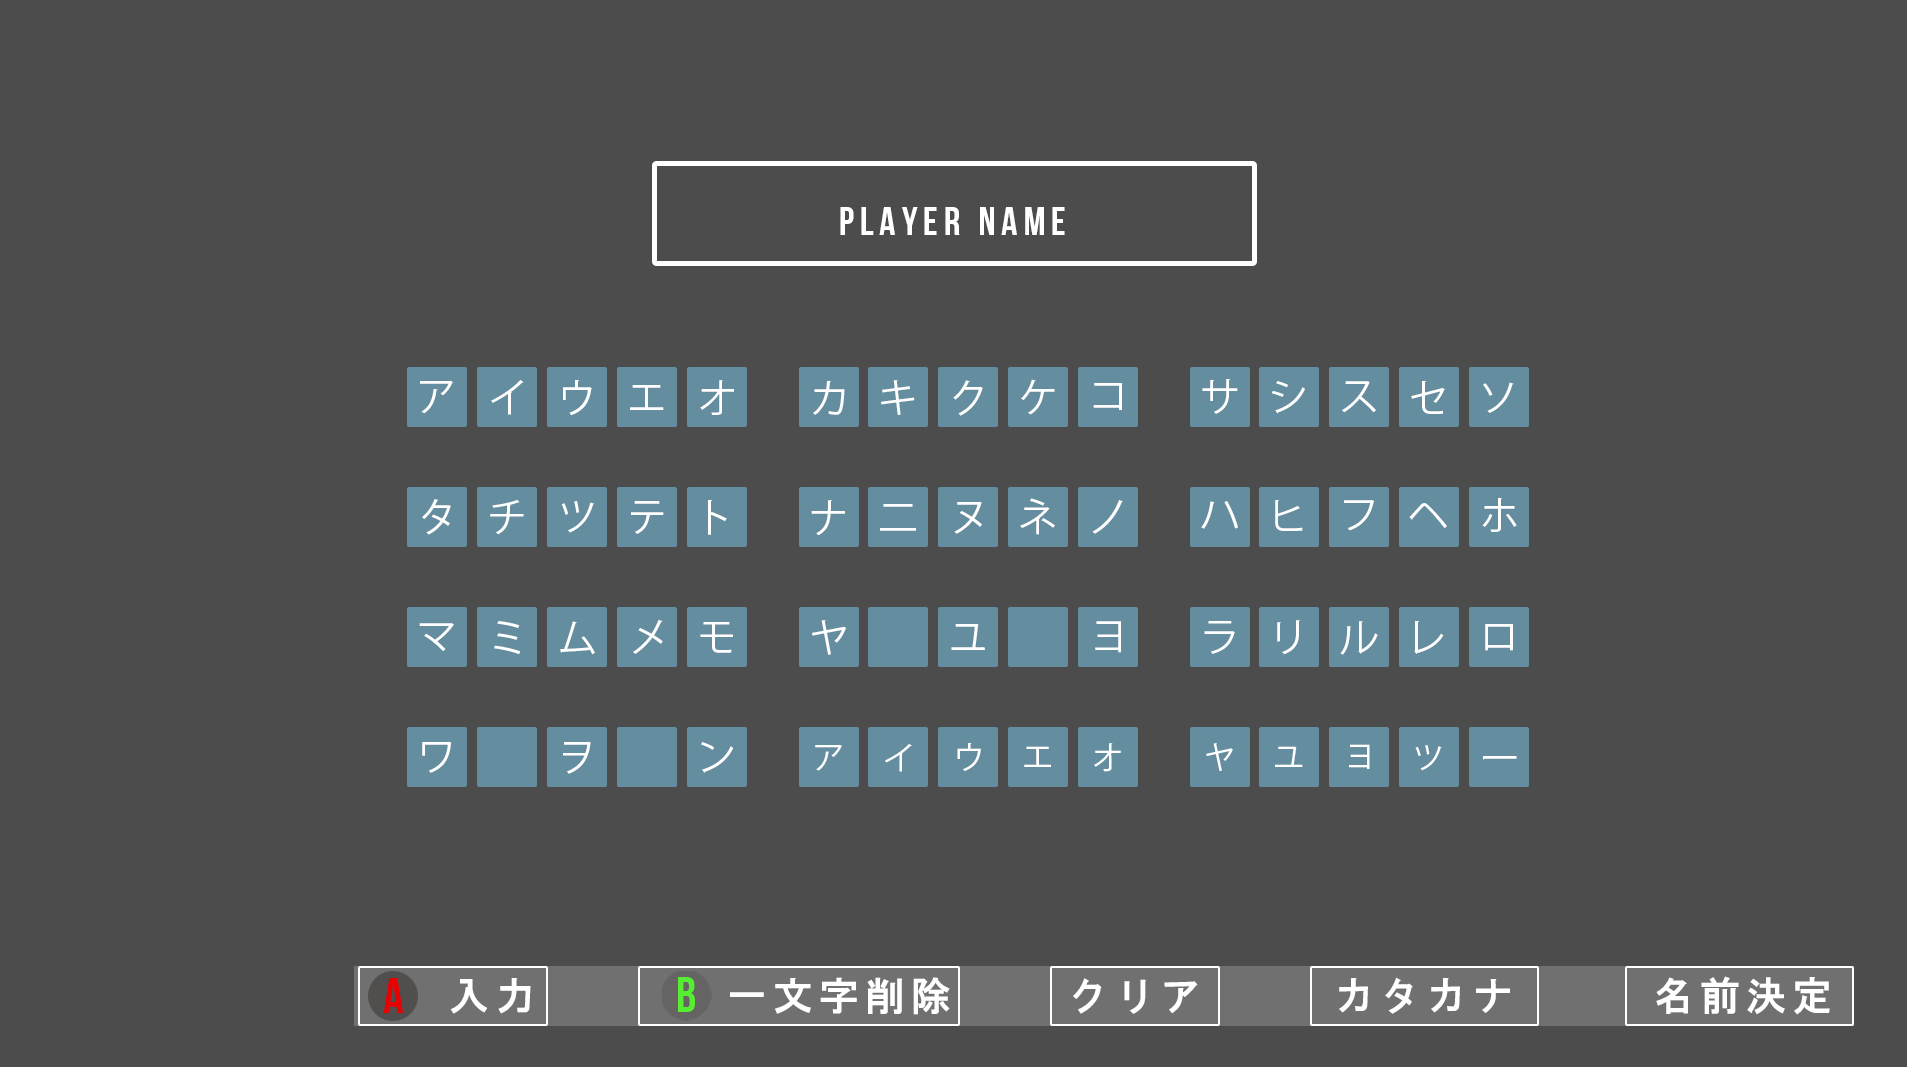 PLAYER NAME
アイウエオ カキクケコ サシスセソ
タチツテト ナニヌネノ ハヒフヘホ
マミムメモ ヤ ユ ヨ ラリルレロ
ワ ヲ ン ァィゥェォ ャュョッー
A 入力 B 一文字削除 クリア カタカナ 名前決定